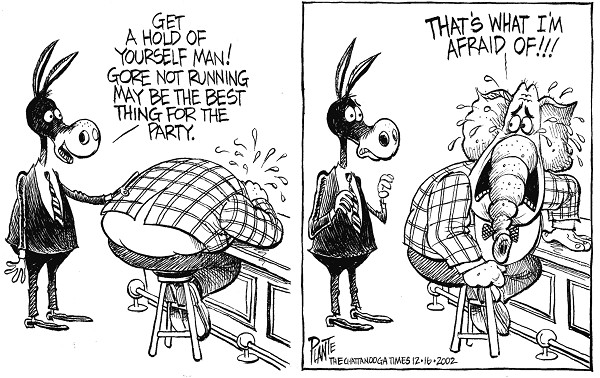 GET
A HOLD OF
YOURSELF MAN!
GORE NOT RUNNING
MAY BE THE BEST
THING FOR THE
PARTY.
THAT'S WHAT I'M
AFRAID OF!!!
PLANTE
THE CHATTANOOGA TIMES 12•16•2002